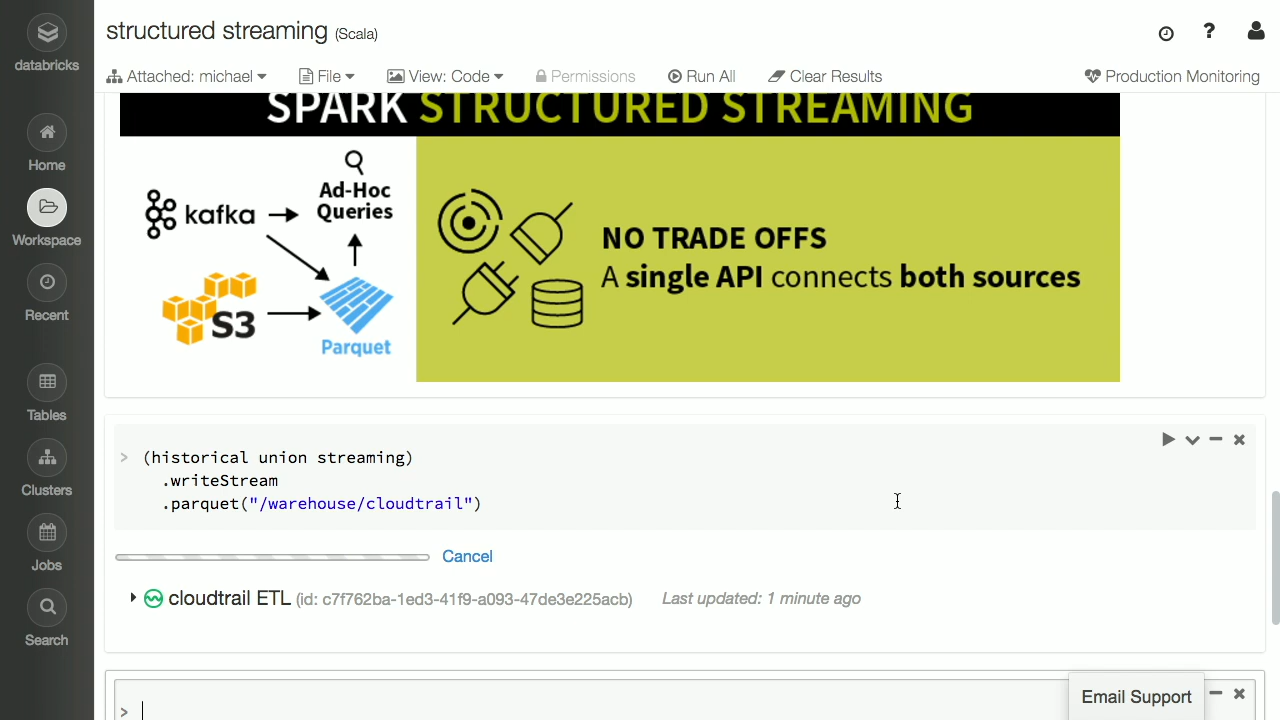 structured streaming (Scala)
databricks
Attached: michael
File
View: Code
Permissions
Run All
Clear Results
Production Monitoring
Home
Workspace
Recent
Tables
Clusters
Jobs
Search
SPARK STRUCTURED STREAMING
kafka
Ad-Hoc
Queries
S3
Parquet
NO TRADE OFFS
A single API connects both sources
> (historical union streaming)
.writeStream
.parquet("/warehouse/cloudtrail")
Cancel
cloudtrail ETL (id: c7f762ba-1ed3-41f9-a093-47de3e225acb) Last updated: 1 minute ago
>
Email Support